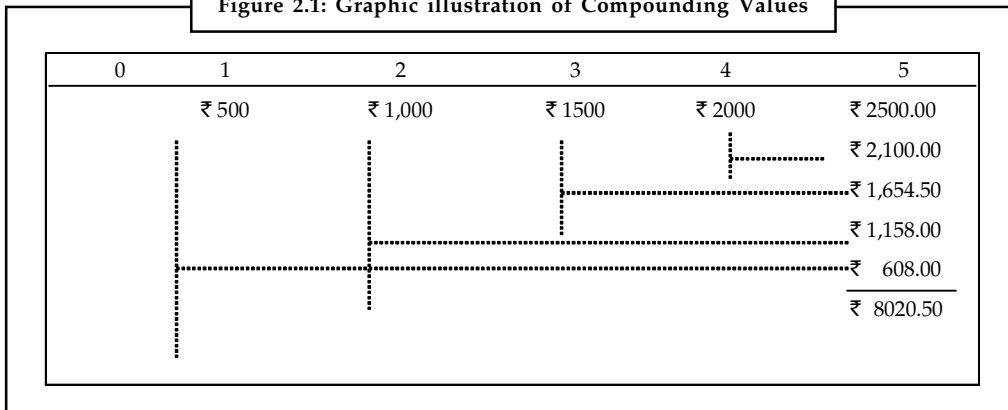 Figure 2.1: Graphic illustration of Compounding Values
0 1 2 3 4 5
₹ 500 ₹ 1,000 ₹ 1500 ₹ 2000 ₹ 2500.00
₹ 2,100.00
₹ 1,654.50
₹ 1,158.00
₹ 608.00
₹ 8020.50